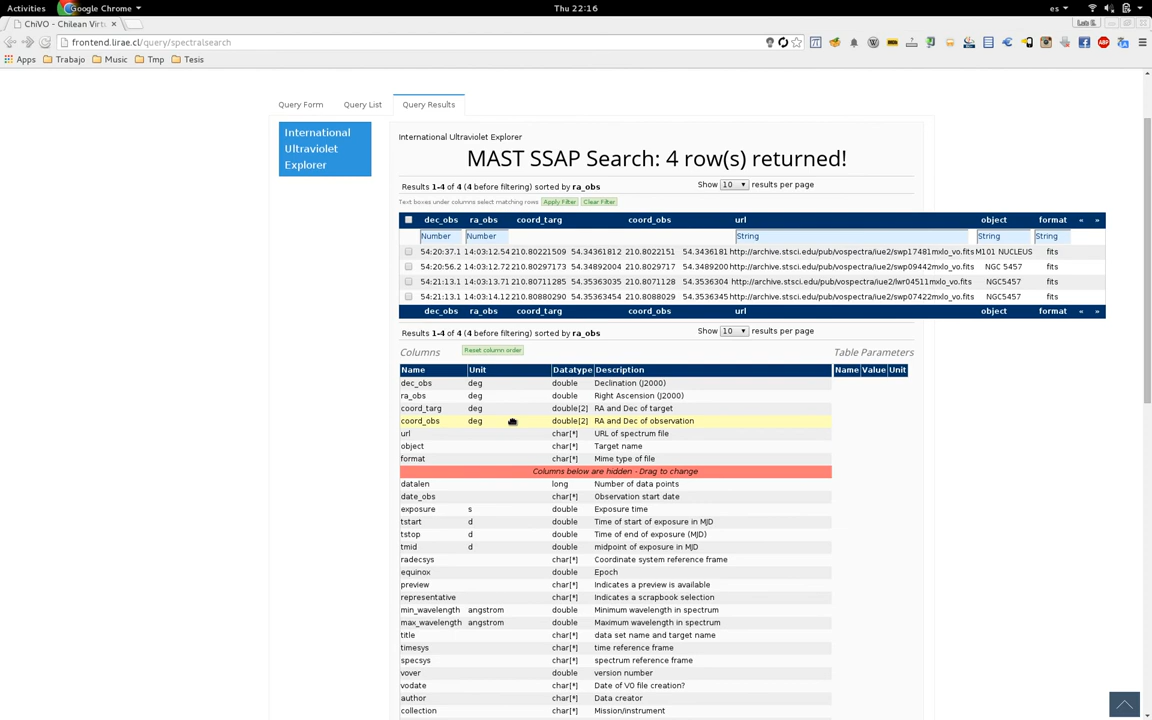 Activities Google Chrome Thu 22:16 es
ChiVO - Chilean Virtu Lab E.
frontend.lirae.cl/query/spectralsearch
Apps Trabajo Music Tmp Tesis
Query Form Query List Query Results
International Ultraviolet Explorer
International
Ultraviolet
Explorer
MAST SSAP Search: 4 row(s) returned!
Results 1-4 of 4 (4 before filtering) sorted by ra_obs Show 10 results per page
Text boxes under columns select matching rows Apply Filter Clear Filter
dec_obs ra_obs coord_targ coord_obs url object format « »
Number Number String String String
54:20:37.1 14:03:12.54 210.80221509 54.34361812 210.8022151 54.3436181 http://archive.stsci.edu/pub/vospectra/iue2/swp17481mxlo_vo.fits M101 NUCLEUS fits
54:20:56.2 14:03:12.72 210.80297173 54.34892004 210.8029717 54.3489200 http://archive.stsci.edu/pub/vospectra/iue2/swp09442mxlo_vo.fits NGC 5457 fits
54:21:13.1 14:03:13.71 210.80711285 54.35363035 210.8071128 54.3536304 http://archive.stsci.edu/pub/vospectra/iue2/lwr04511mxlo_vo.fits NGC5457 fits
54:21:13.1 14:03:14.12 210.80880290 54.35363454 210.8088029 54.3536345 http://archive.stsci.edu/pub/vospectra/iue2/swp07422mxlo_vo.fits NGC5457 fits
dec_obs ra_obs coord_targ coord_obs url object format « »
Results 1-4 of 4 (4 before filtering) sorted by ra_obs Show 10 results per page
Columns Reset column order Table Parameters
Name Unit Datatype Description Name Value Unit
dec_obs deg double Declination (J2000)
ra_obs deg double Right Ascension (J2000)
coord_targ deg double[2] RA and Dec of target
coord_obs deg double[2] RA and Dec of observation
url char[*] URL of spectrum file
object char[*] Target name
format char[*] Mime type of file
Columns below are hidden - Drag to change
datalen long Number of data points
date_obs char[*] Observation start date
exposure s double Exposure time
tstart d double Time of start of exposure in MJD
tstop d double Time of end of exposure (MJD)
tmid d double midpoint of exposure in MJD
radecsys char[*] Coordinate system reference frame
equinox double Epoch
preview char[*] Indicates a preview is available
representative char[*] Indicates a scrapbook selection
min_wavelength angstrom double Minimum wavelength in spectrum
max_wavelength angstrom double Maximum wavelength in spectrum
title char[*] data set name and target name
timesys char[*] time reference frame
specsys char[*] spectrum reference frame
vover double version number
vodate char[*] Date of VO file creation?
author char[*] Data creator
collection char[*] Mission/instrument